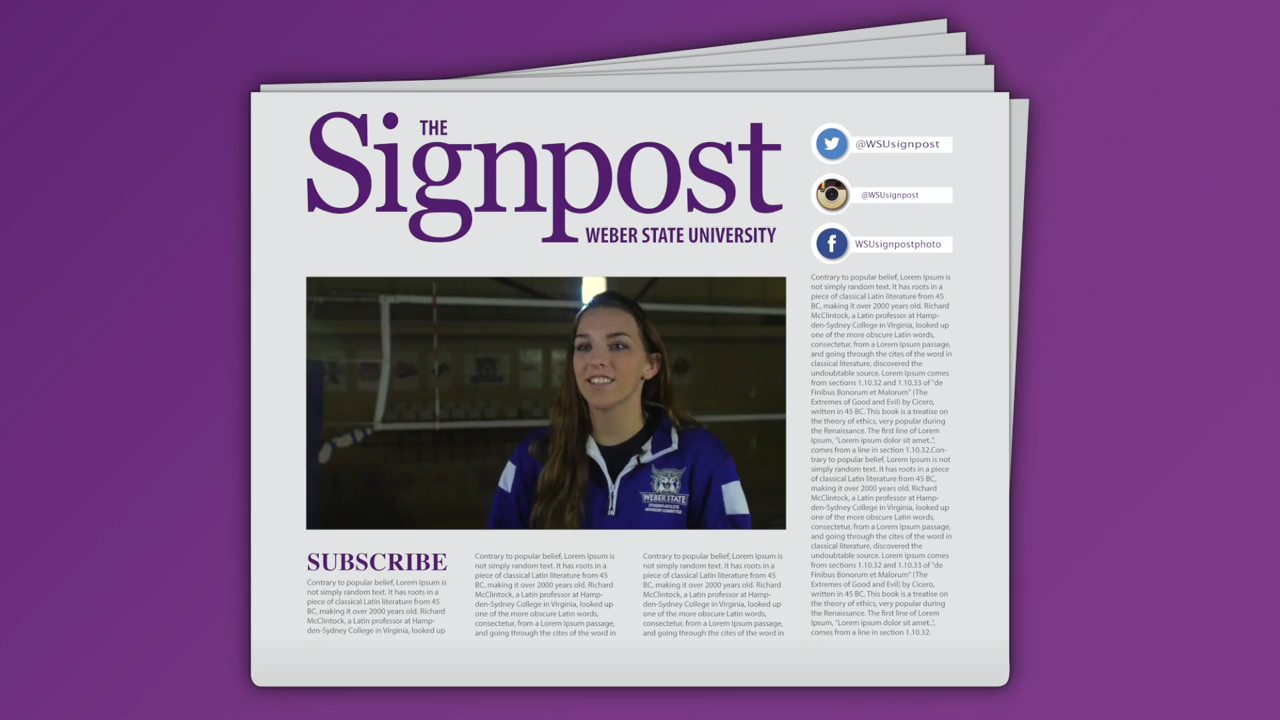 THE
Signpost
WEBER STATE UNIVERSITY
@WSUsignpost
@WSUsignpost
WSUsignpostphoto
WEBER STATE
STUDENT-ATHLETE
ADVISORY COMMITTEE
SUBSCRIBE
Contrary to popular belief, Lorem Ipsum is
not simply random text. It has roots in a
piece of classical Latin literature from 45
BC, making it over 2000 years old. Richard
McClintock, a Latin professor at Hamp-
den-Sydney College in Virginia, looked up
Contrary to popular belief, Lorem Ipsum is
not simply random text. It has roots in a
piece of classical Latin literature from 45
BC, making it over 2000 years old. Richard
McClintock, a Latin professor at Hamp-
den-Sydney College in Virginia, looked up
one of the more obscure Latin words,
consectetur, from a Lorem Ipsum passage,
and going through the cites of the word in
Contrary to popular belief, Lorem Ipsum is
not simply random text. It has roots in a
piece of classical Latin literature from 45
BC, making it over 2000 years old. Richard
McClintock, a Latin professor at Hamp-
den-Sydney College in Virginia, looked up
one of the more obscure Latin words,
consectetur, from a Lorem Ipsum passage,
and going through the cites of the word in
Contrary to popular belief, Lorem Ipsum is
not simply random text. It has roots in a
piece of classical Latin literature from 45
BC, making it over 2000 years old. Richard
McClintock, a Latin professor at Hamp-
den-Sydney College in Virginia, looked up
one of the more obscure Latin words,
consectetur, from a Lorem Ipsum passage,
and going through the cites of the word in
classical literature, discovered the
undoubtable source. Lorem Ipsum comes
from sections 1.10.32 and 1.10.33 of "de
Finibus Bonorum et Malorum" (The
Extremes of Good and Evil) by Cicero,
written in 45 BC. This book is a treatise on
the theory of ethics, very popular during
the Renaissance. The first line of Lorem
Ipsum, "Lorem ipsum dolor sit amet..",
comes from a line in section 1.10.32.Con-
trary to popular belief, Lorem Ipsum is not
simply random text. It has roots in a piece
of classical Latin literature from 45 BC,
making it over 2000 years old. Richard
McClintock, a Latin professor at Hamp-
den-Sydney College in Virginia, looked up
one of the more obscure Latin words,
consectetur, from a Lorem Ipsum passage,
and going through the cites of the word in
classical literature, discovered the
undoubtable source. Lorem Ipsum comes
from sections 1.10.32 and 1.10.33 of "de
Finibus Bonorum et Malorum" (The
Extremes of Good and Evil) by Cicero,
written in 45 BC. This book is a treatise on
the theory of ethics, very popular during
the Renaissance. The first line of Lorem
Ipsum, "Lorem ipsum dolor sit amet..",
comes from a line in section 1.10.32.